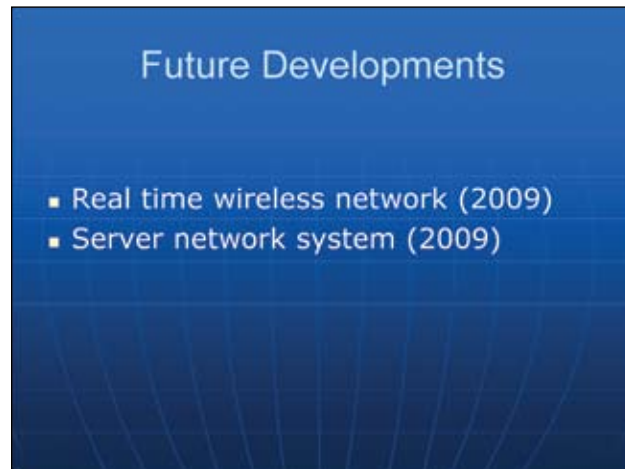 Future Developments
Real time wireless network (2009)
Server network system (2009)